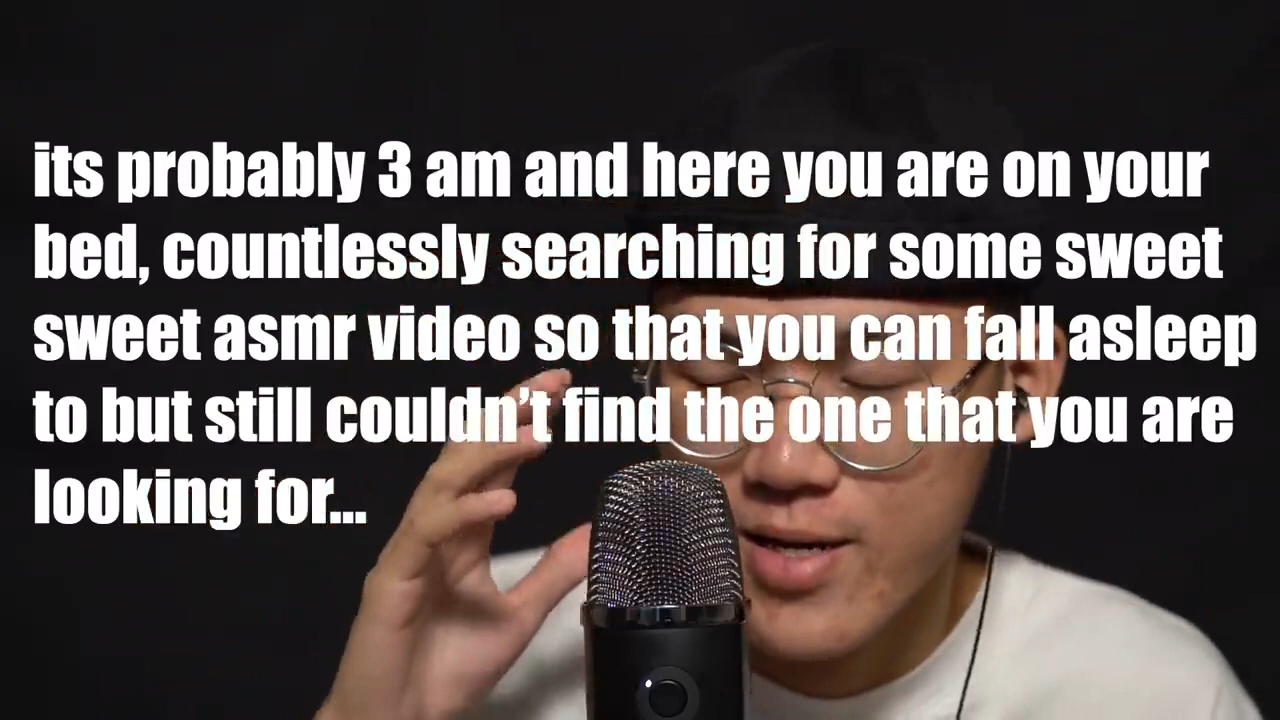 its probably 3 am and here you are on your
bed, countlessly searching for some sweet
sweet asmr video so that you can fall asleep
to but still couldn’t find the one that you are
looking for...